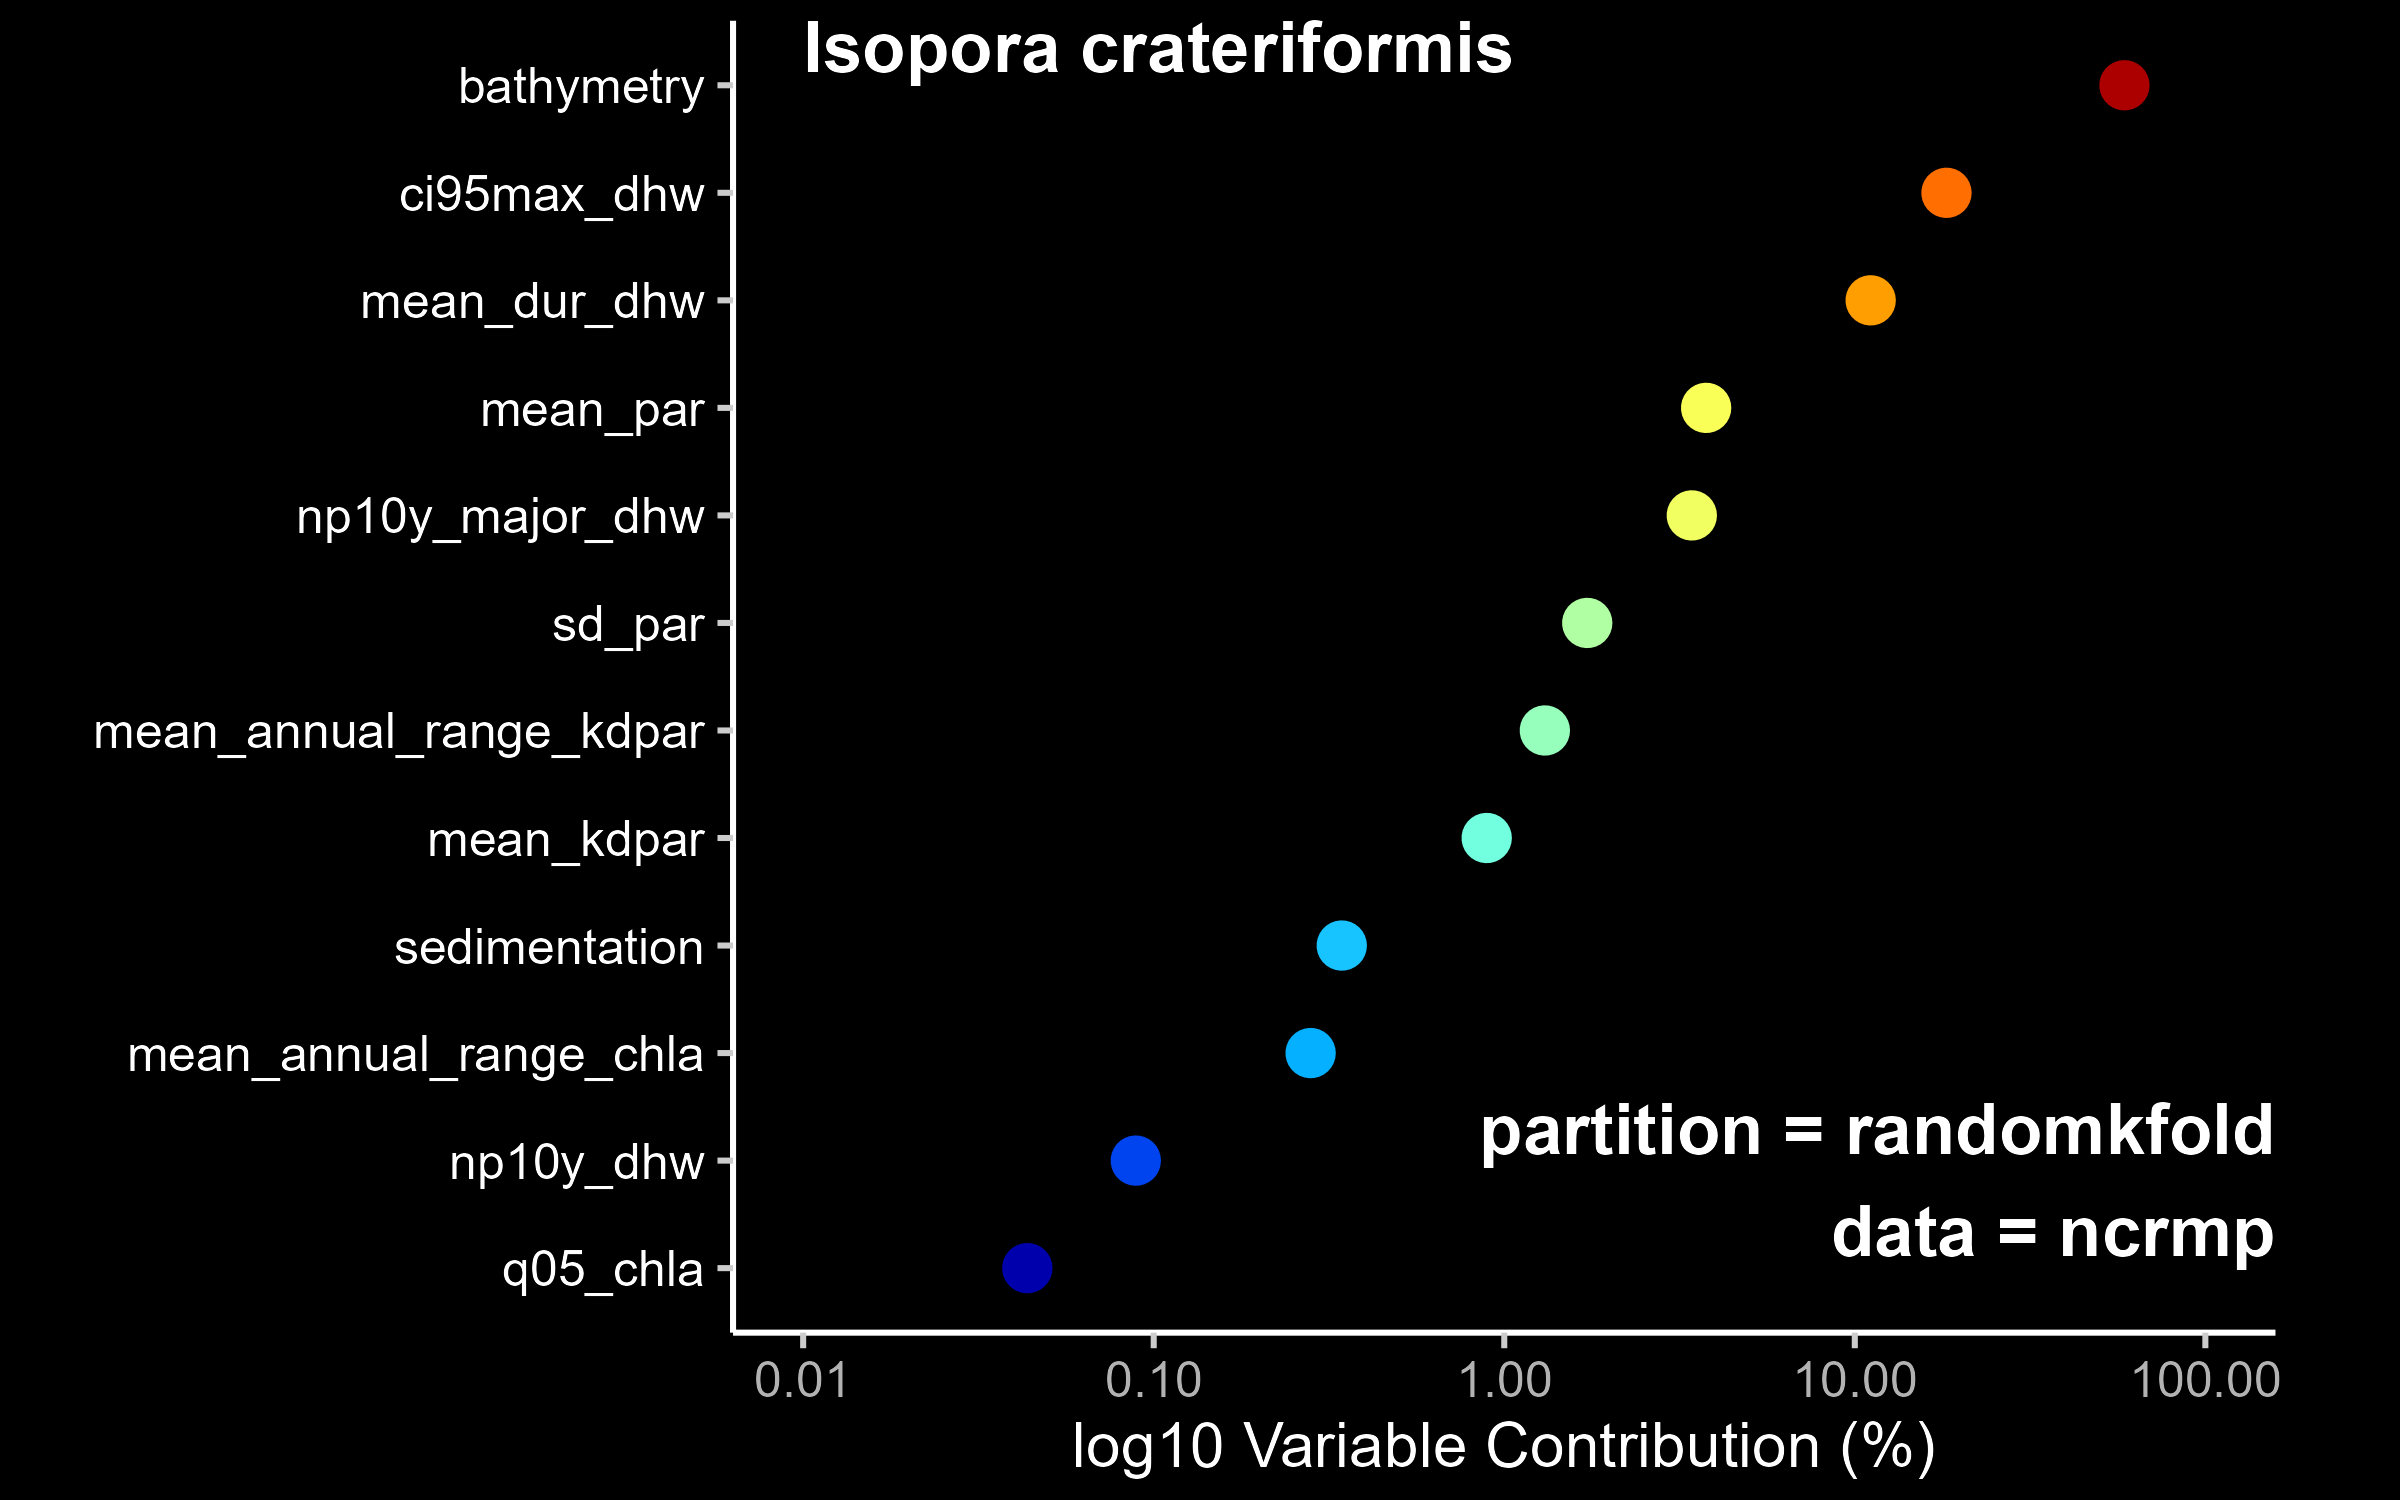 Isopora crateriformis
bathymetry
ci95max_dhw
mean_dur_dhw
mean_par
np10y_major_dhw
sd_par
mean_annual_range_kdpar
mean_kdpar
sedimentation
mean_annual_range_chla
np10y_dhw
q05_chla
partition = randomkfold
data = ncrmp
0.01 0.10 1.00 10.00 100.00
log10 Variable Contribution (%)